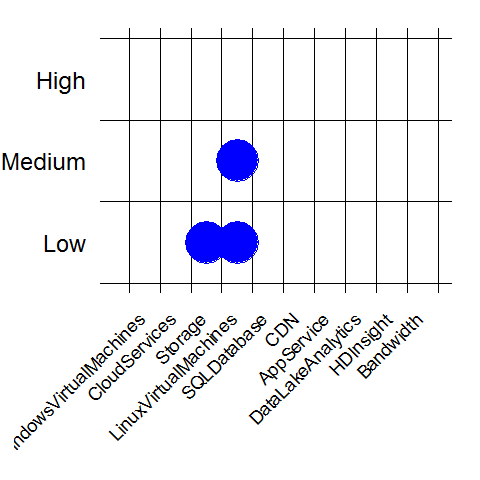 High
Medium
Low
ndowsVirtualMachines
CloudServices
Storage
LinuxVirtualMachines
SQLDatabase
CDN
AppService
DataLakeAnalytics
HDInsight
Bandwidth